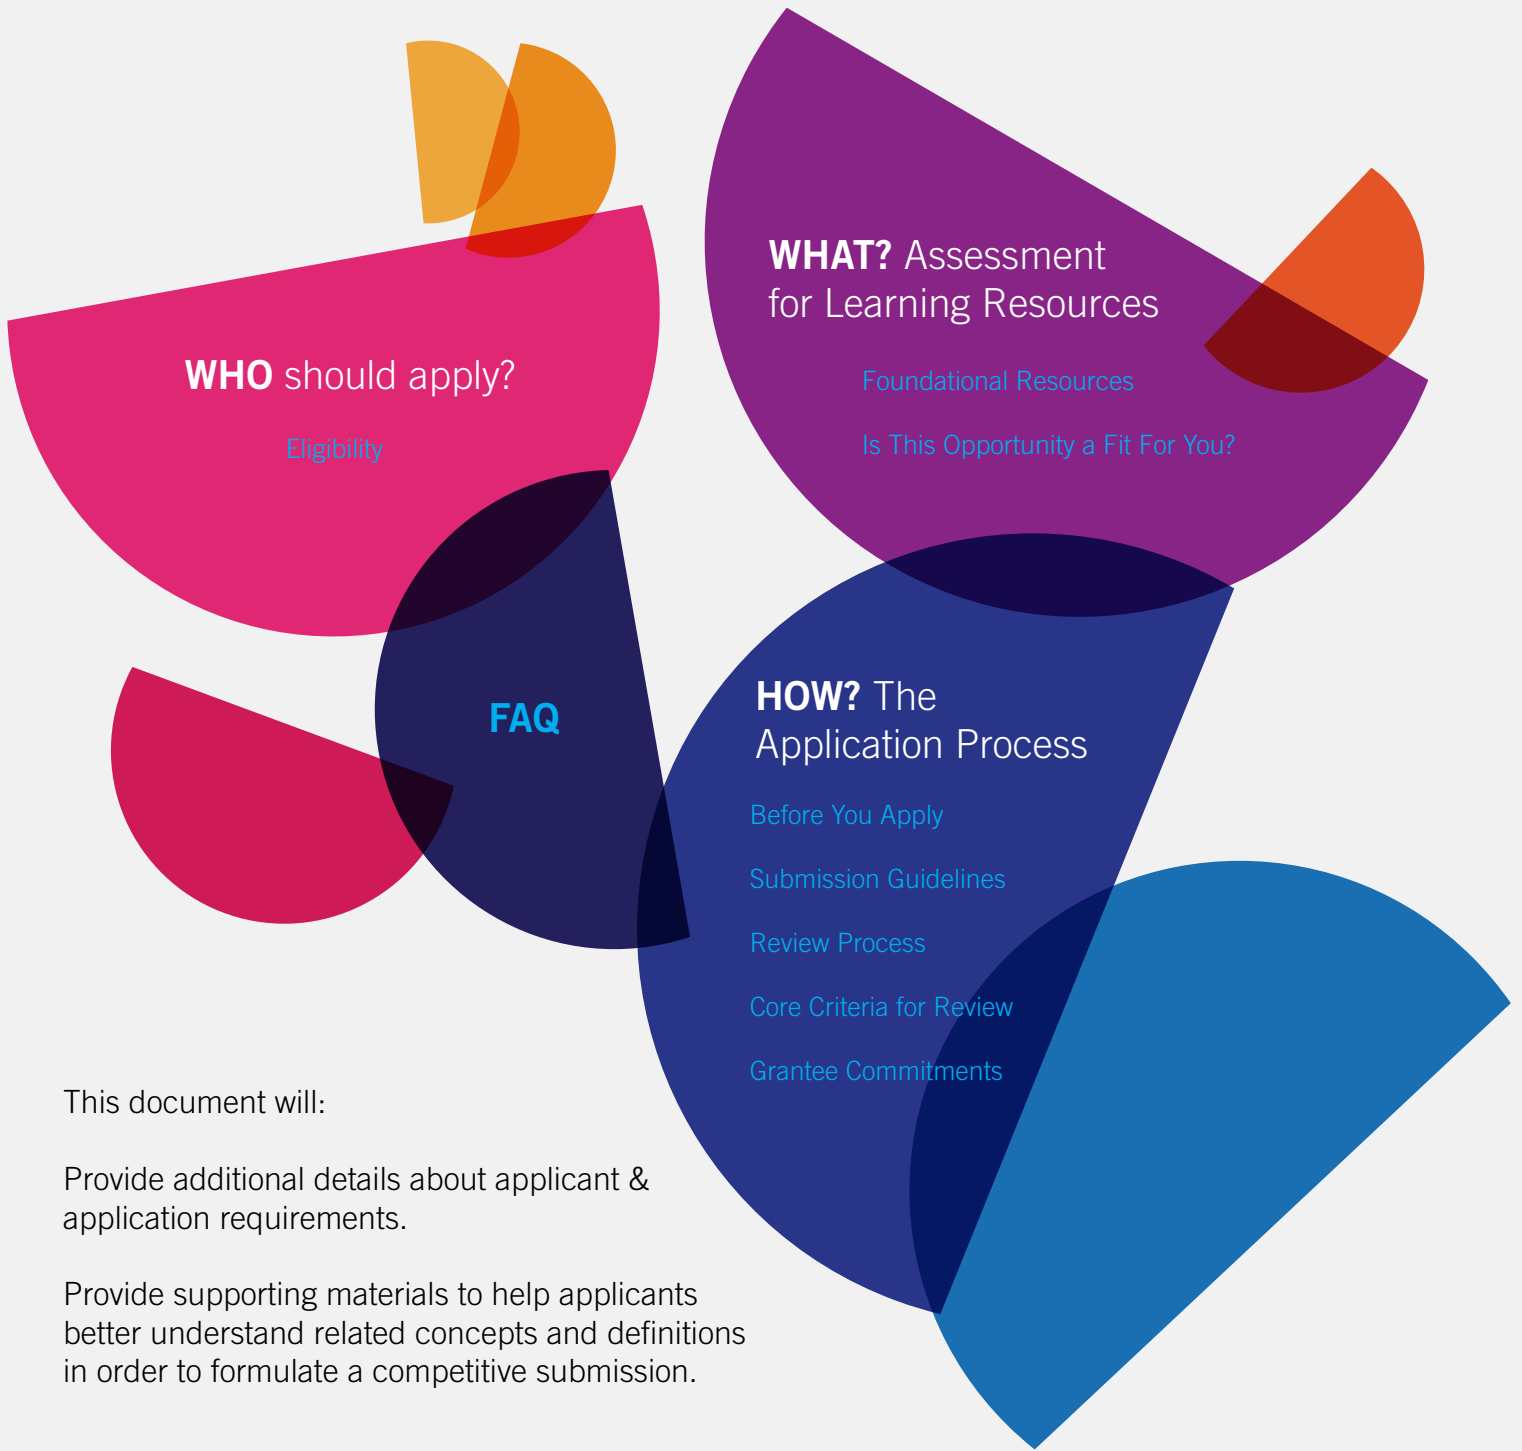 WHO should apply?
Eligibility
WHAT? Assessment
for Learning Resources
Foundational Resources
Is This Opportunity a Fit For You?
FAQ
HOW? The
Application Process
Before You Apply
Submission Guidelines
Review Process
Core Criteria for Review
Grantee Commitments
This document will:
Provide additional details about applicant &
application requirements.
Provide supporting materials to help applicants
better understand related concepts and definitions
in order to formulate a competitive submission.